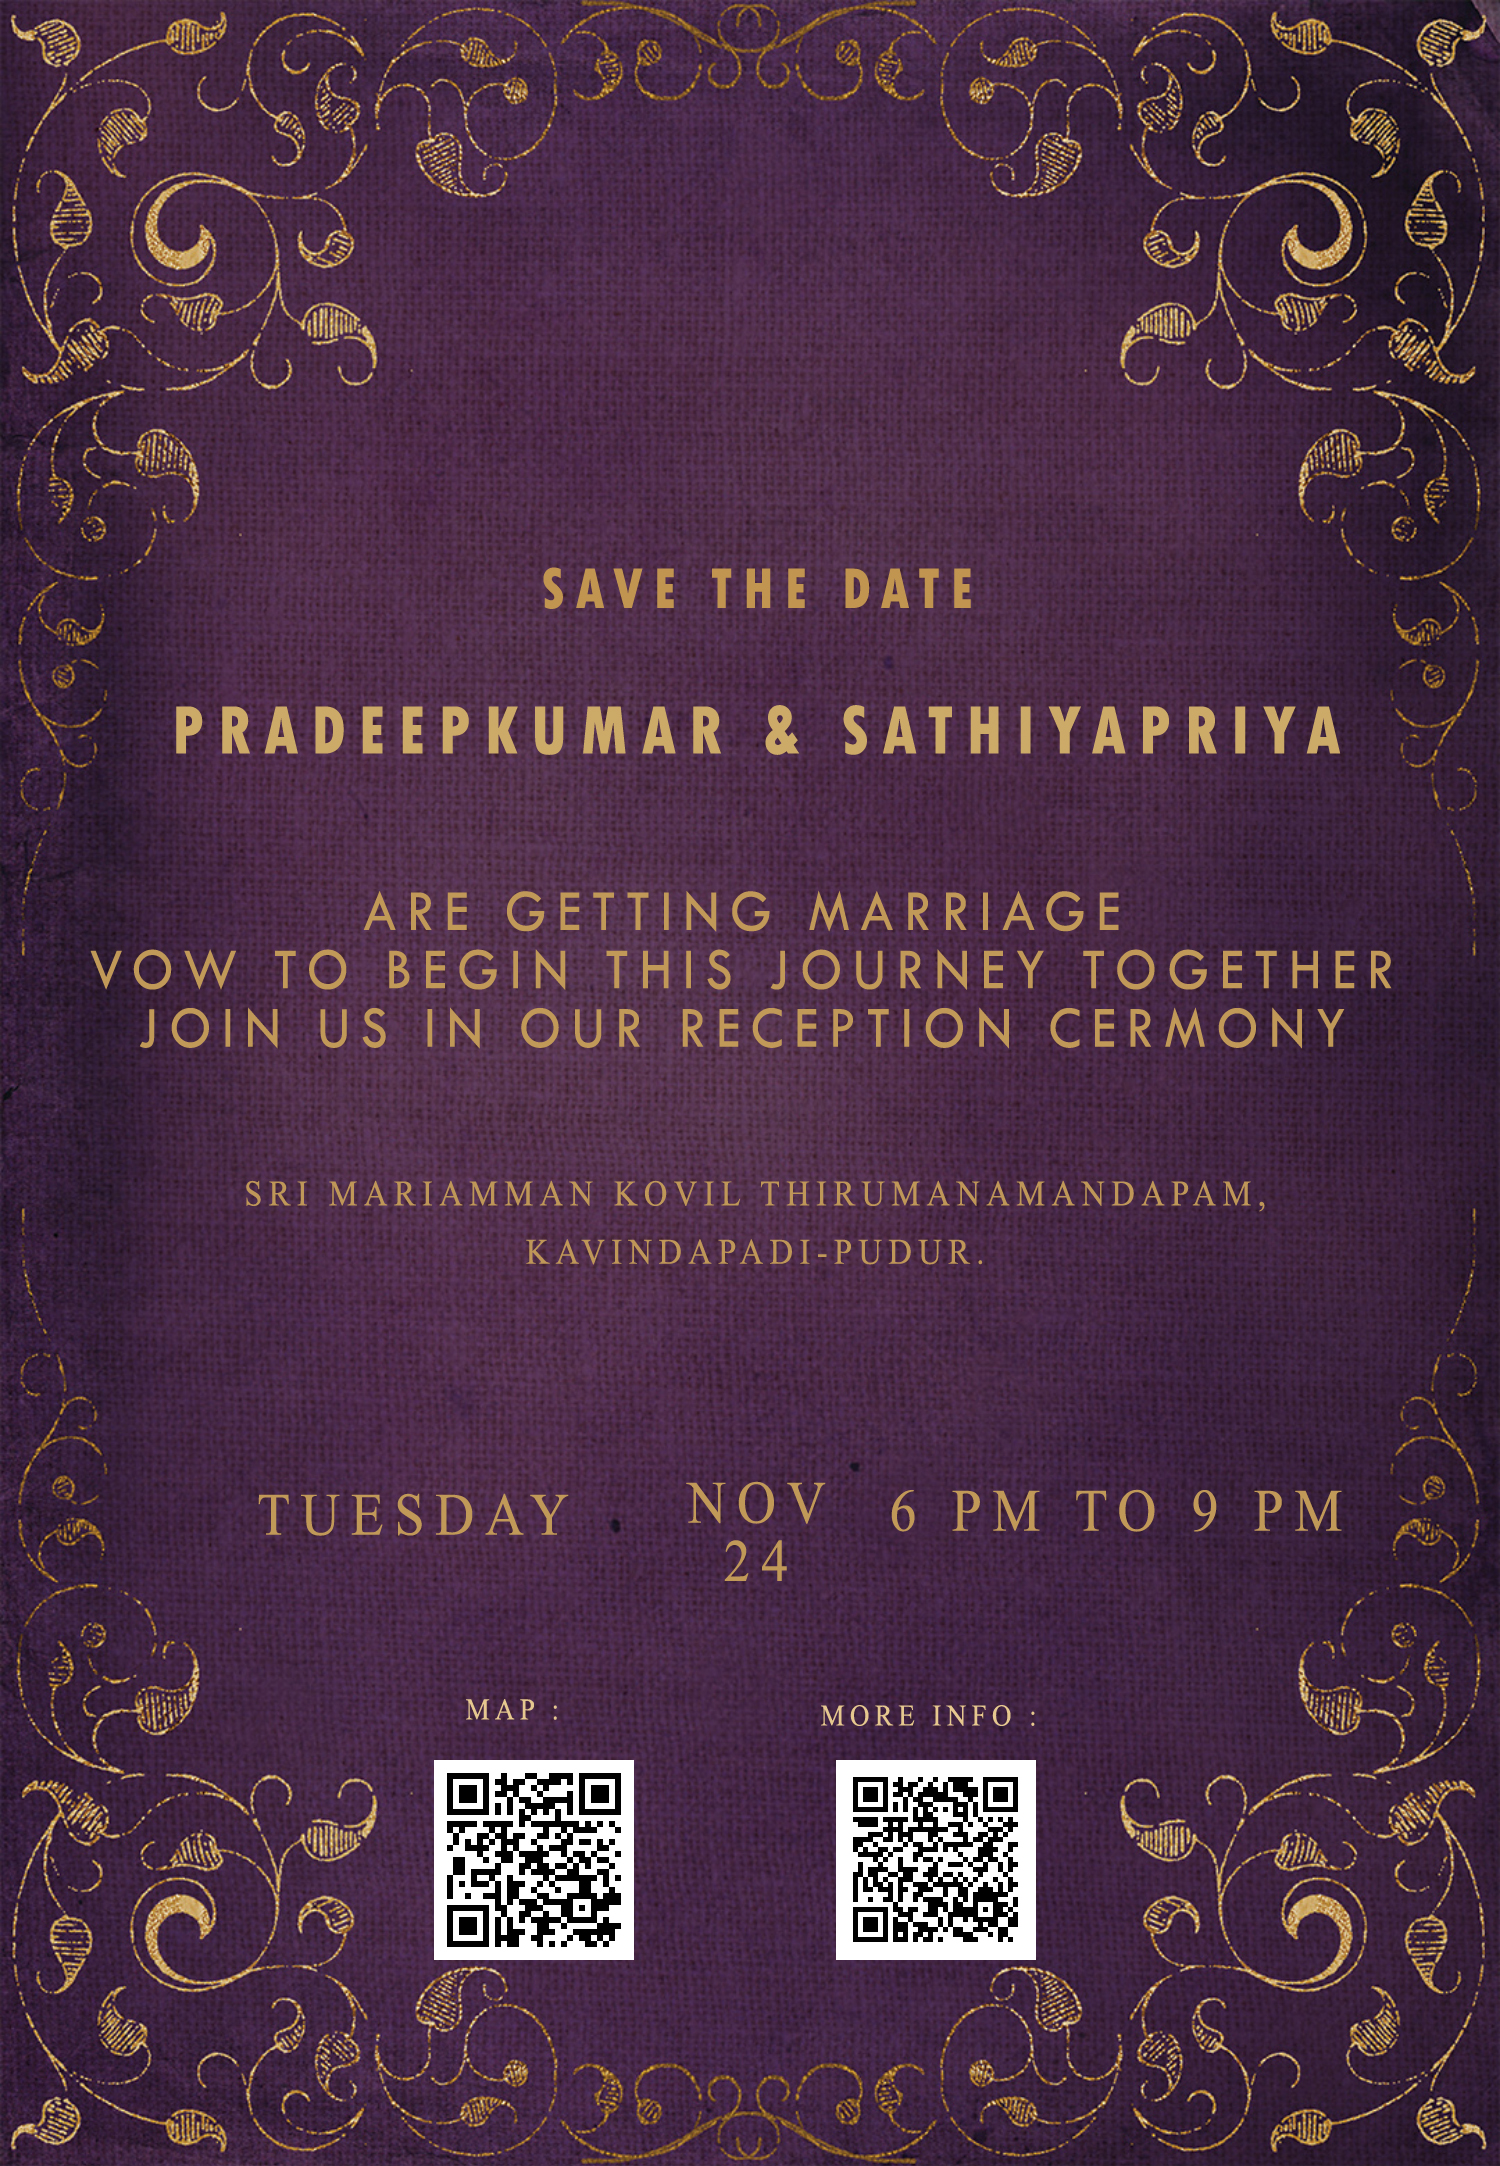 SAVE THE DATE
PRADEEPKUMAR & SATHIYAPRIYA
ARE GETTING MARRIAGE
VOW TO BEGIN THIS JOURNEY TOGETHER
JOIN US IN OUR RECEPTION CERMONY
SRI MARIAMMAN KOVIL THIRUMANAMANDAPAM,
KAVINDAPADI-PUDUR.
TUESDAY
NOV
24
6 PM TO 9 PM
MAP :
MORE INFO :